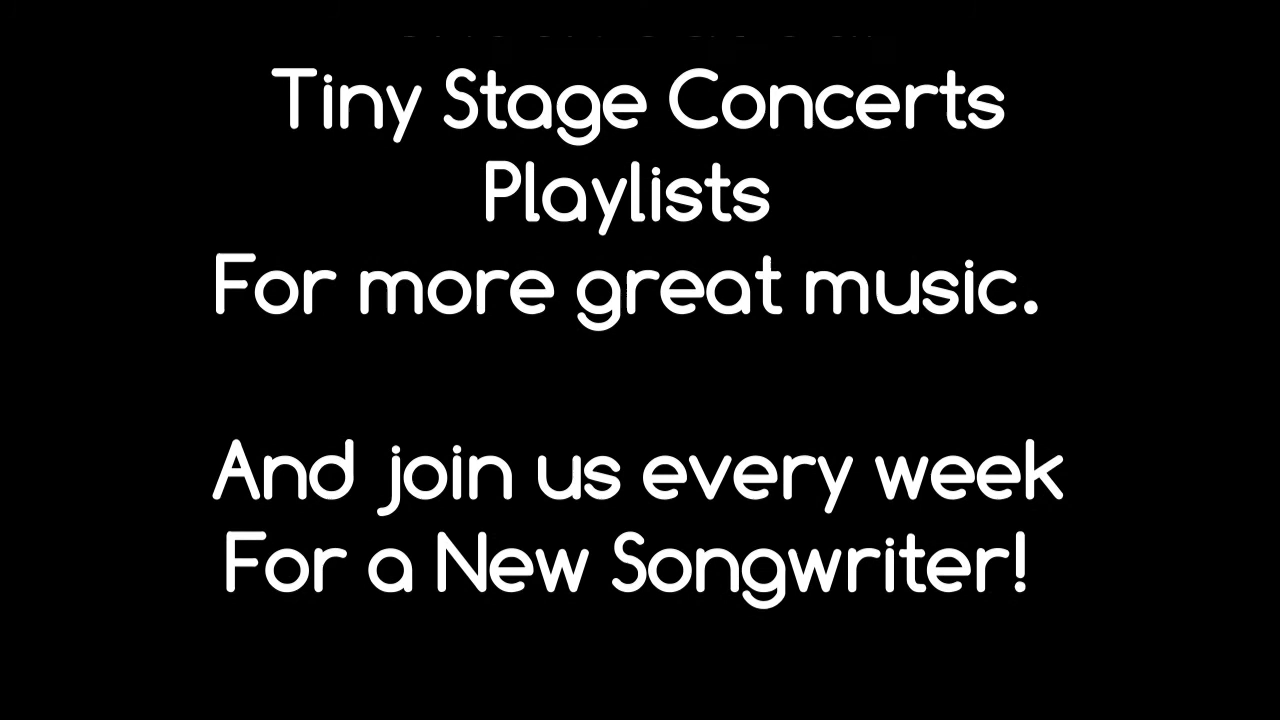 Tiny Stage Concerts
Playlists
For more great music.
And join us every week
For a New Songwriter!